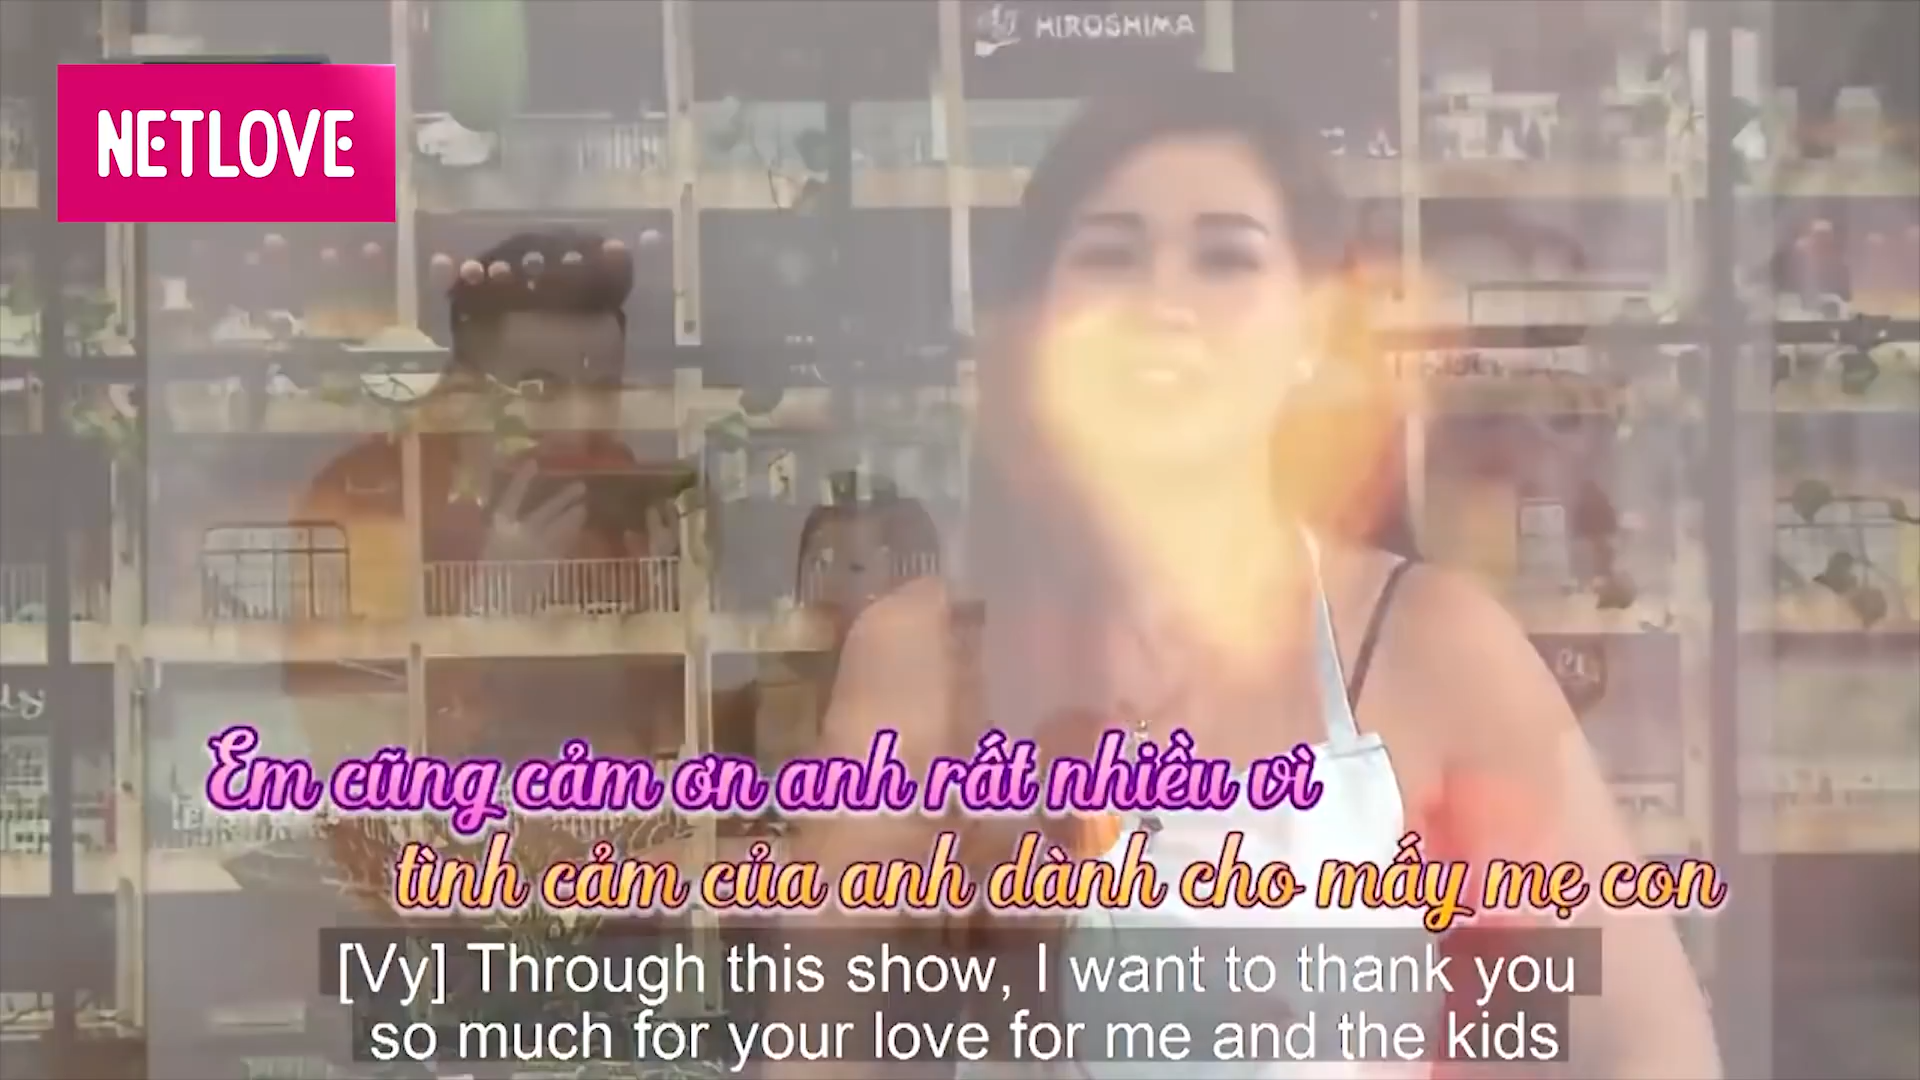 HIROSHIMA
NETLOVE
Em cũng cảm ơn anh rất nhiều vì
tình cảm của anh dành cho mấy mẹ con
[Vy] Through this show, I want to thank you
so much for your love for me and the kids